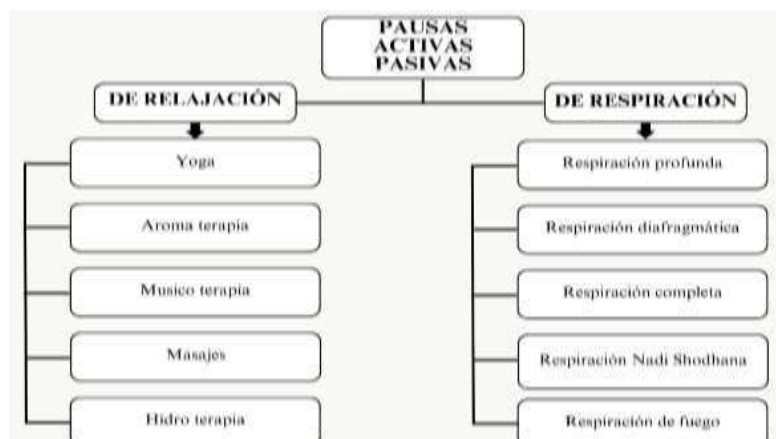 PAUSAS
ACTIVAS
PASIVAS
DE RELAJACIÓN
Yoga
Aroma terapia
Musico terapia
Masajes
Hidro terapia
DE RESPIRACIÓN
Respiración profunda
Respiración diafragmática
Respiración completa
Respiración Nadi Shodhana
Respiración de fuego